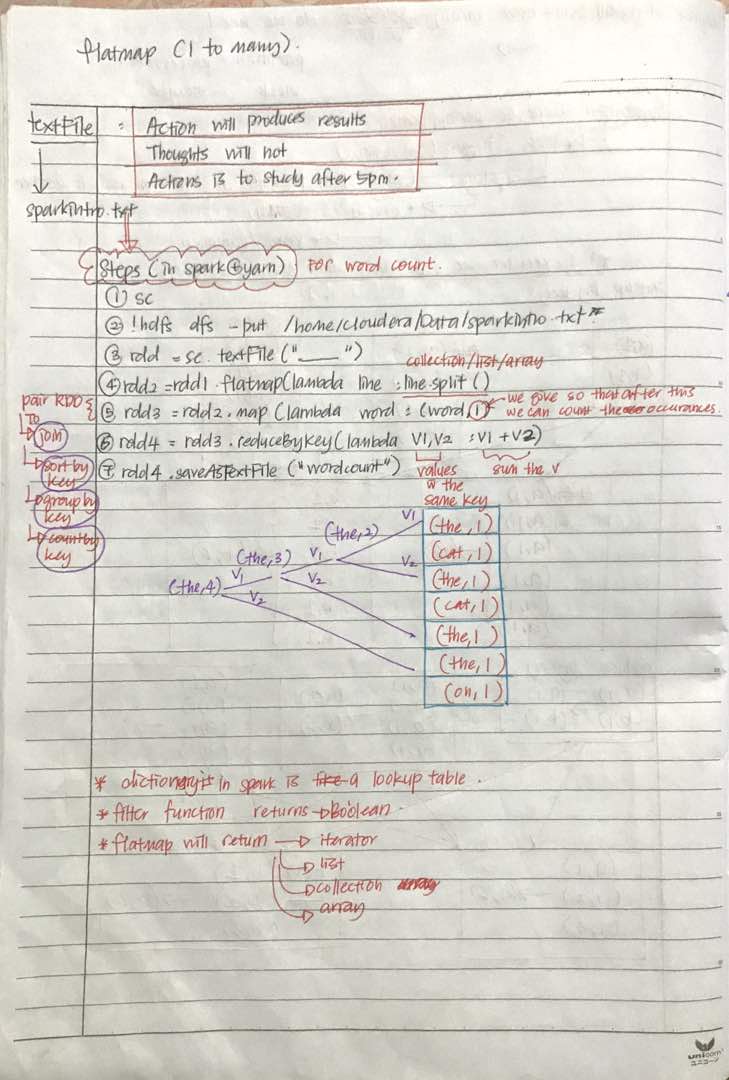 flatmap (1 to many).
textFile : Action will produces results
Thoughts will not
Actions is to study after 5pm.
sparkintro.txt
Steps (in spark⊕yarn) For word count.
① sc
② !hdfs dfs -put /home/cloudera/Data/sparkintro.txt
③ rdd = sc.textFile("____")
collection/list/array
④ rdd2 = rdd1.flatmap(lambda line : line.split()
⑤ rdd3 = rdd2.map (lambda word : (word,1)
we give so that after this
we can count the occurances.
⑥ rdd4 = rdd3.reduceByKey(lambda V1,V2 : V1 + V2)
⑦ rdd4.saveAsTextFile ("wordcount")
values
w the
same key
sum the V
pair RDD
To
join
sort by
key
group by
key
count by
key
V1 (the,1)
(the,2)
(cat,1)
(the,3) V1 V2 (the,1)
(the,4) V1 V2
V2 (cat,1)
(the,1)
(the,1)
(on,1)
* dictionary in spark is a lookup table.
* filter function returns → Boolean.
* flatmap will return → iterator
→ list
→ collection
→ array
unicorn
ユニコーン